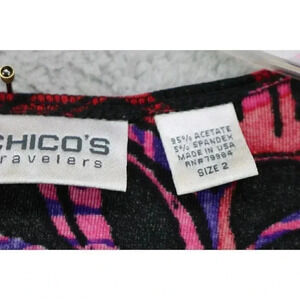 CHICO'S
travelers
95% ACETATE
5% SPANDEX
MADE IN USA
RN#79984
SIZE 2